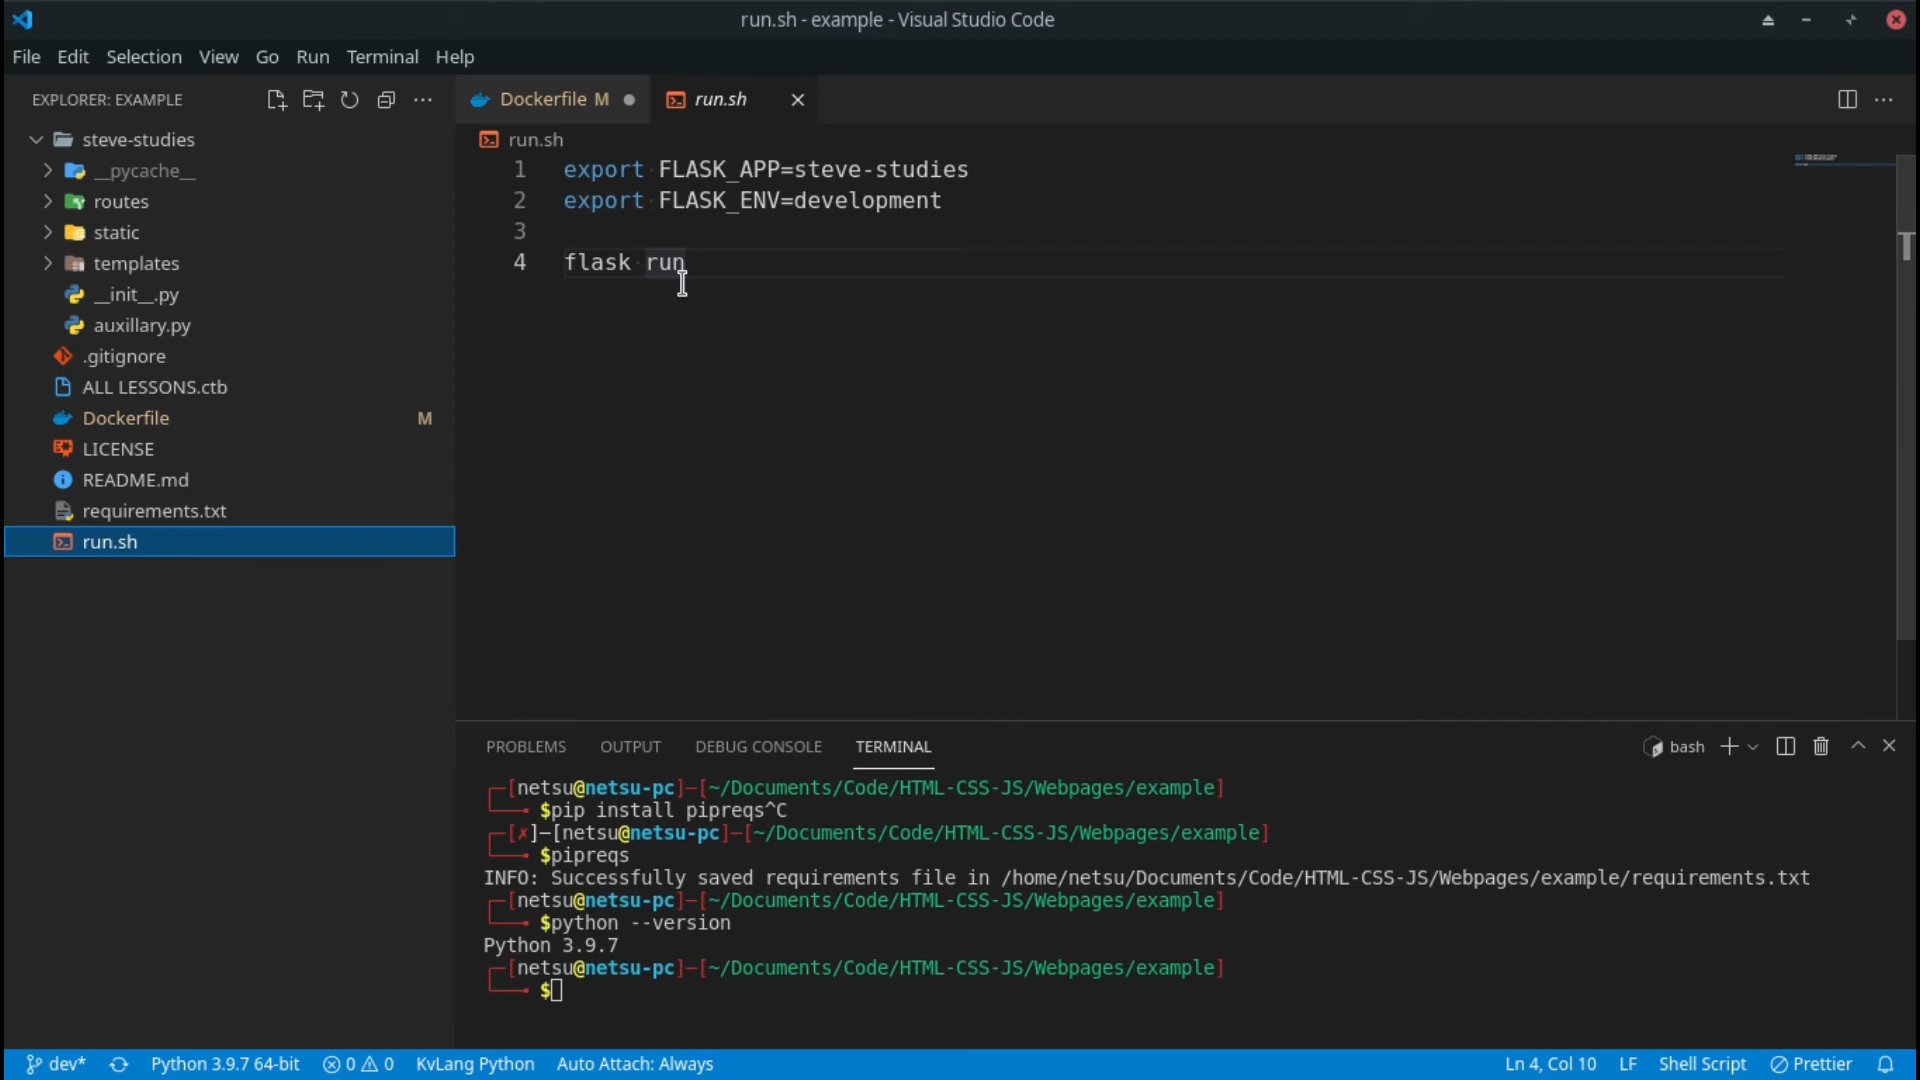 run.sh - example - Visual Studio Code
File Edit Selection View Go Run Terminal Help
EXPLORER: EXAMPLE
steve-studies
__pycache__
routes
static
templates
__init__.py
auxillary.py
.gitignore
ALL LESSONS.ctb
Dockerfile M
LICENSE
README.md
requirements.txt
run.sh
Dockerfile M run.sh
run.sh
1 export FLASK_APP=steve-studies
2 export FLASK_ENV=development
3
4 flask run
PROBLEMS OUTPUT DEBUG CONSOLE TERMINAL bash
[netsu@netsu-pc]─[~/Documents/Code/HTML-CSS-JS/Webpages/example]
$pip install pipreqs^C
[✗]─[netsu@netsu-pc]─[~/Documents/Code/HTML-CSS-JS/Webpages/example]
$pipreqs
INFO: Successfully saved requirements file in /home/netsu/Documents/Code/HTML-CSS-JS/Webpages/example/requirements.txt
[netsu@netsu-pc]─[~/Documents/Code/HTML-CSS-JS/Webpages/example]
$python --version
Python 3.9.7
[netsu@netsu-pc]─[~/Documents/Code/HTML-CSS-JS/Webpages/example]
$
dev* Python 3.9.7 64-bit 0 0 KvLang Python Auto Attach: Always Ln 4, Col 10 LF Shell Script Prettier